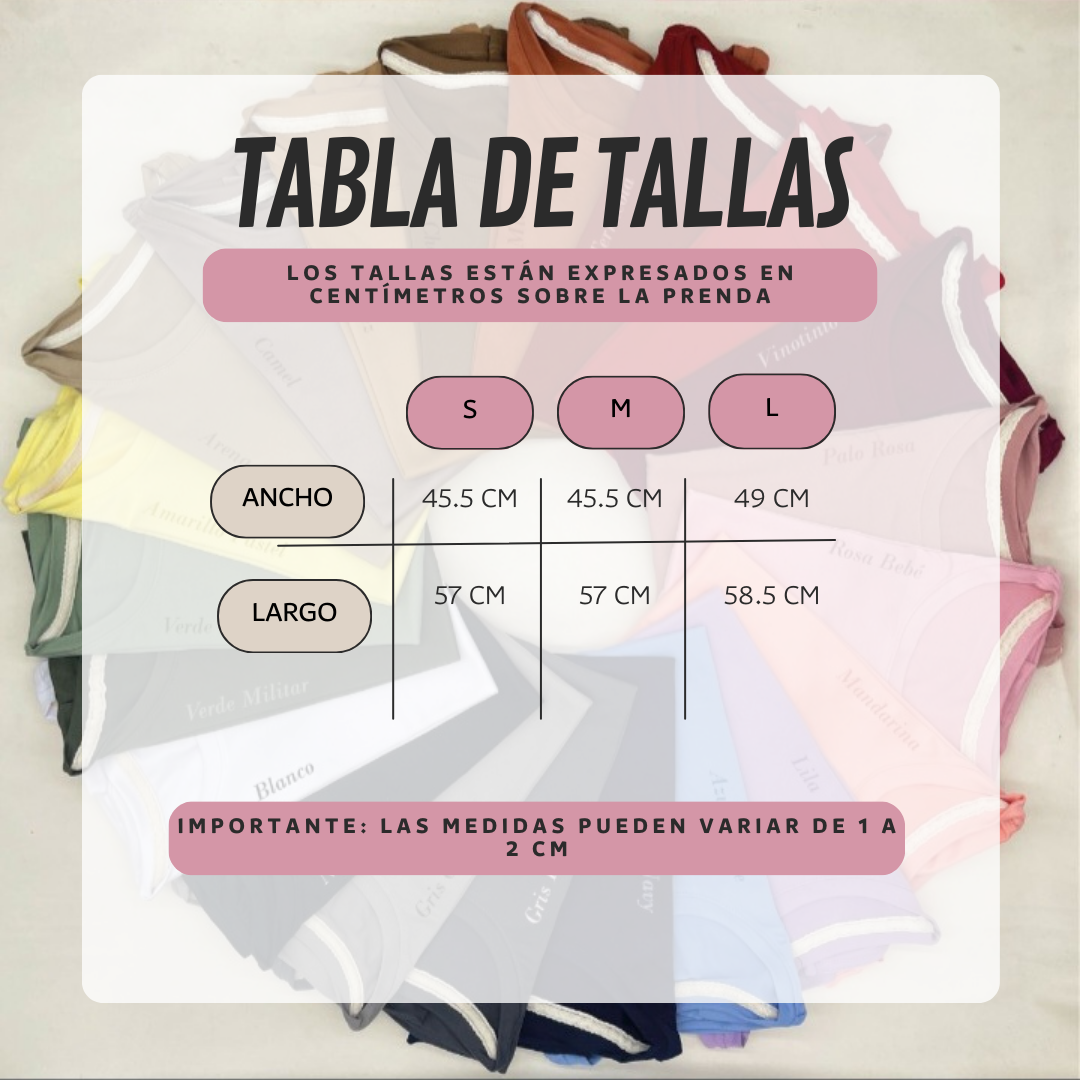 TABLA DE TALLAS
LOS TALLAS ESTÁN EXPRESADOS EN
CENTÍMETROS SOBRE LA PRENDA
S M L
ANCHO 45.5 CM 45.5 CM 49 CM
LARGO 57 CM 57 CM 58.5 CM
IMPORTANTE: LAS MEDIDAS PUEDEN VARIAR DE 1 A
2 CM
Camel
Vinotinto
Arena
Palo Rosa
Amarillo Pastel
Rosa Bebé
Verde
Verde Militar
Mandarina
Blanco
Lila
Gris
Gris